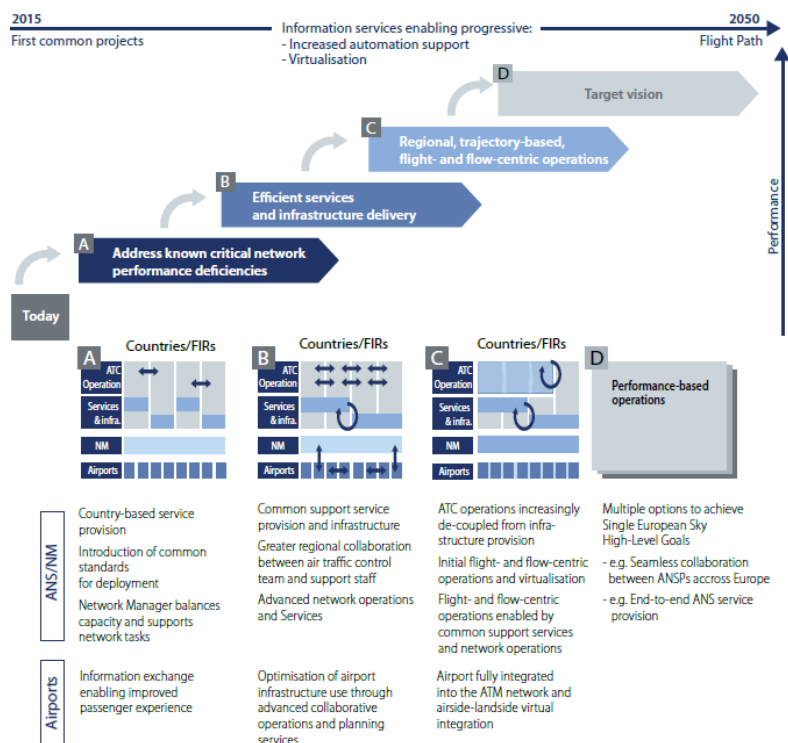 2015
First common projects
Information services enabling progressive:
- Increased automation support
- Virtualisation
2050
Flight Path
D
Target vision
C
Regional, trajectory-based,
flight- and flow-centric operations
B
Efficient services
and infrastructure delivery
A
Address known critical network
performance deficiencies
Performance
Today
A
Countries/FIRs
ATC
Operation
Services
& infra.
NM
Airports
B
Countries/FIRs
ATC
Operation
Services
& infra.
NM
Airports
C
Countries/FIRs
ATC
Operation
Services
& infra.
NM
Airports
D
Performance-based
operations
ANS/NM
Country-based service
provision
Introduction of common
standards
for deployment
Network Manager balances
capacity and supports
network tasks
Common support service
provision and infrastructure
Greater regional collaboration
between air traffic control
team and support staff
Advanced network operations
and Services
ATC operations increasingly
de-coupled from infra-
structure provision
Initial flight- and flow-centric
operations and virtualisation
Flight- and flow-centric
operations enabled by
common support services
and network operations
Multiple options to achieve
Single European Sky
High-Level Goals
- e.g. Seamless collaboration
between ANSPs accross Europe
- e.g. End-to-end ANS service
provision
Airports
Information exchange
enabling improved
passenger experience
Optimisation of airport
infrastructure use through
advanced collaborative
operations and planning
services
Airport fully integrated
into the ATM network and
airside-landside virtual
integration